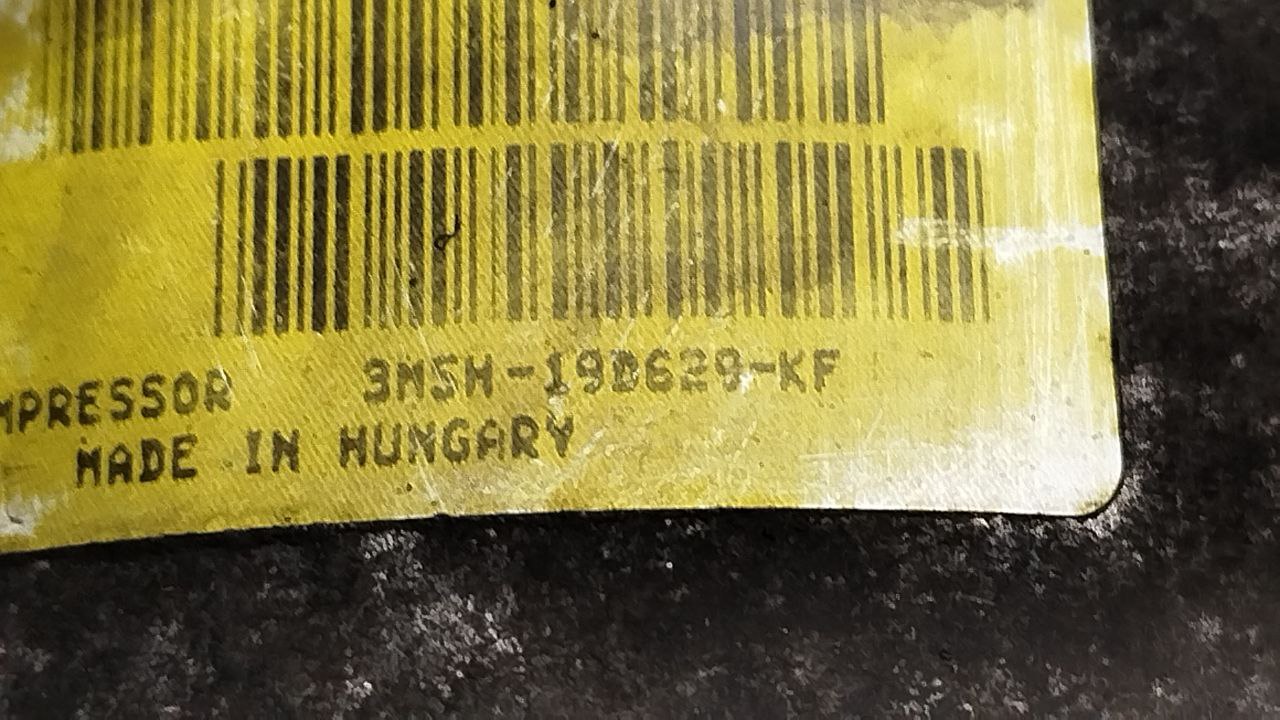 MPRESSOR 3M5H-19D629-KF
MADE IN HUNGARY